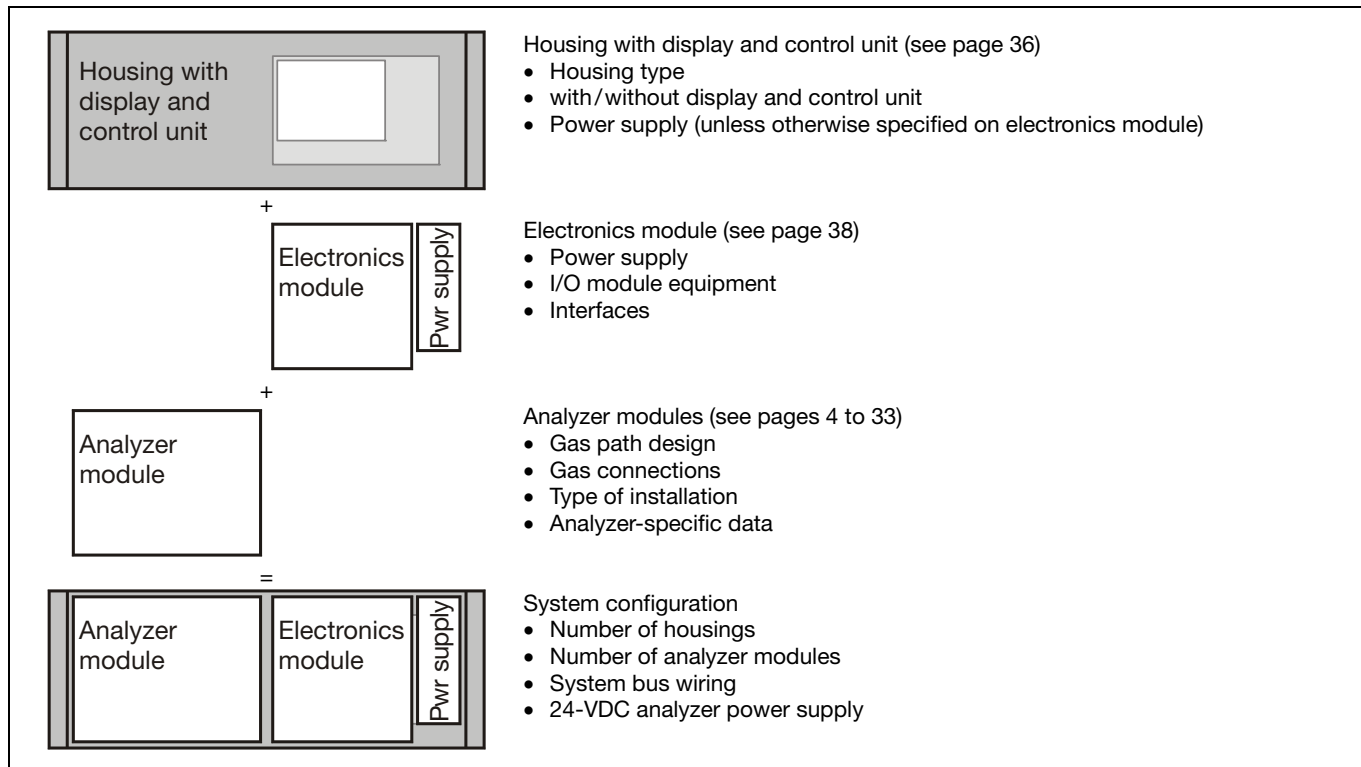 Housing with
display and
control unit
Housing with display and control unit (see page 36)
• Housing type
• with/without display and control unit
• Power supply (unless otherwise specified on electronics module)
+
Electronics
module
Pwr supply
Electronics module (see page 38)
• Power supply
• I/O module equipment
• Interfaces
+
Analyzer
module
Analyzer modules (see pages 4 to 33)
• Gas path design
• Gas connections
• Type of installation
• Analyzer-specific data
=
Analyzer
module
Electronics
module
Pwr supply
System configuration
• Number of housings
• Number of analyzer modules
• System bus wiring
• 24-VDC analyzer power supply